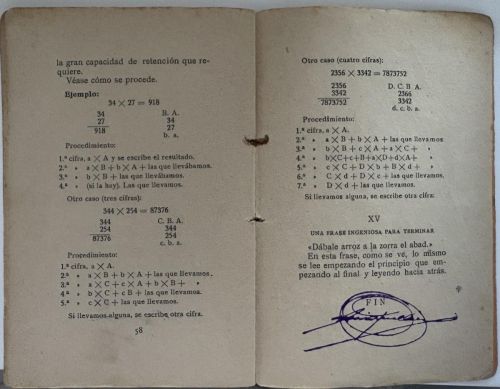 la gran capacidad de retención que re-
quiere.
Véase cómo se procede.
Ejemplo:
34 × 27 = 918
34 B. A.
27 34
918 27
b. a.
Procedimiento:
1.ª cifra, a × A y se escribe el resultado.
2.ª » a × B + b × A + las que llevábamos.
3.ª » b × B + las que llevábamos.
4.ª » (si la hay). Las que llevamos.
Otro caso (tres cifras):
344 × 254 = 87376
344 C. B. A.
254 344
87376 254
c. b. a.
Procedimiento:
1.ª cifra, a × A.
2.ª » a × B + b × A + las que llevamos.
3.ª » a × C + c × A + b × B + »
4.ª » b × C + c B + las que llevamos.
5.ª » c × C + las que llevamos.
Si llevamos alguna, se escribe otra cifra.
58
Otro caso (cuatro cifras):
2356 × 3342 = 7873752
2356 D. C. B. A.
3342 2366
7873752 3342
d. c. b. a.
Procedimiento:
1.ª cifra, a × A.
2.ª » a × B + b × A + las que llevamos
3.ª » b × B + c × A + a × C + »
4.ª » b×C+c+B+a×D+d×A+ »
5.ª » c × C + D × b + B × d + »
6.ª » C × d + D × c + las que llevamos.
7.ª » D × d + las que llevamos.
Si llevamos alguna, se escribe otra cifra
XV
UNA FRASE INGENIOSA PARA TERMINAR
«Dábale arroz a la zorra el abad.»
En esta frase, como se ve, lo mismo
se lee empezando el principio que em-
pezando al final y leyendo hacia atrás.
FIN